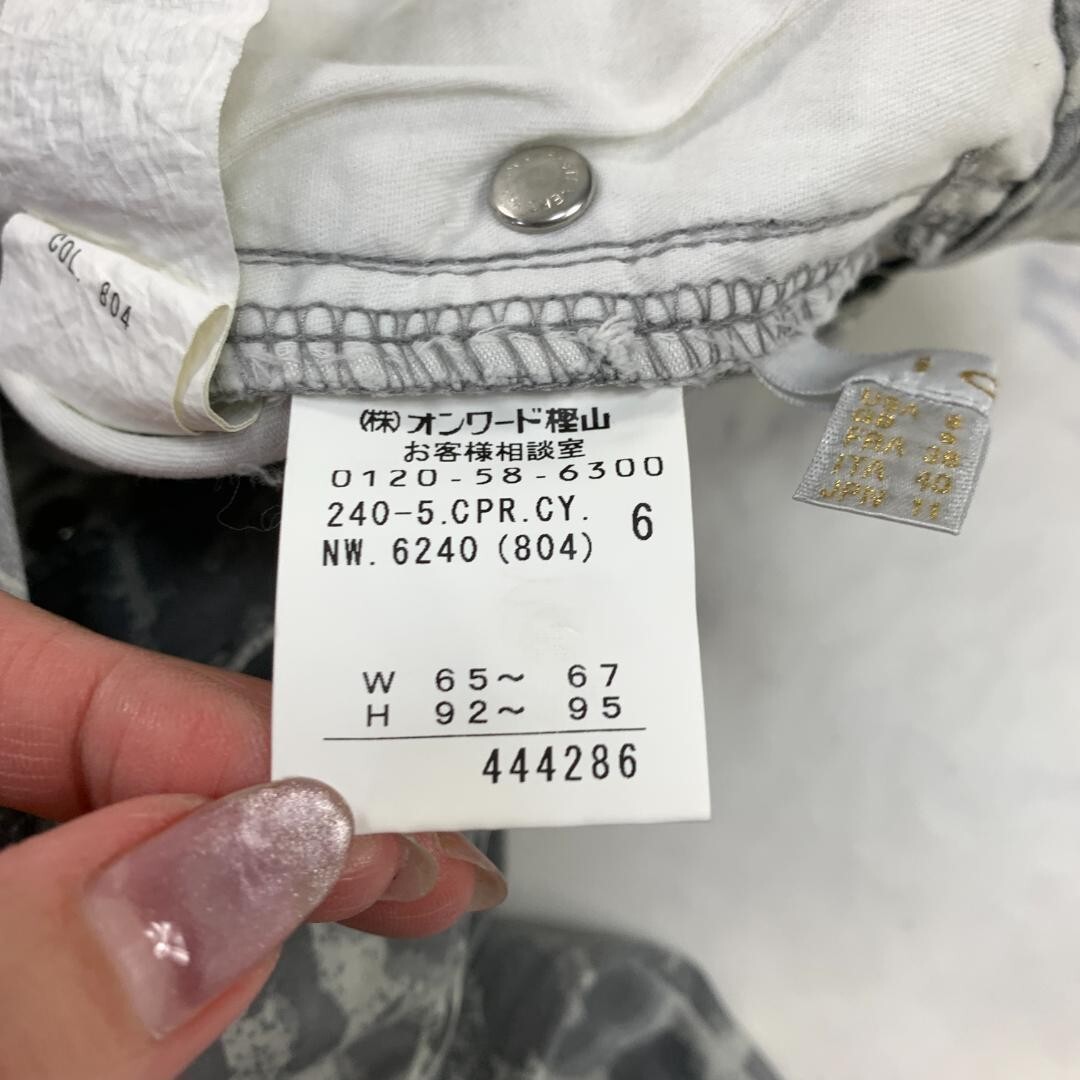 COL. 804
(株)オンワード樫山
お客様相談室
0120-58-6300
240-5.CPR.CY.
6
NW. 6240 (804)
W 65～ 67
H 92～ 95
444286
USA 6
GB
FRA 38
ITA 40
JPN 11